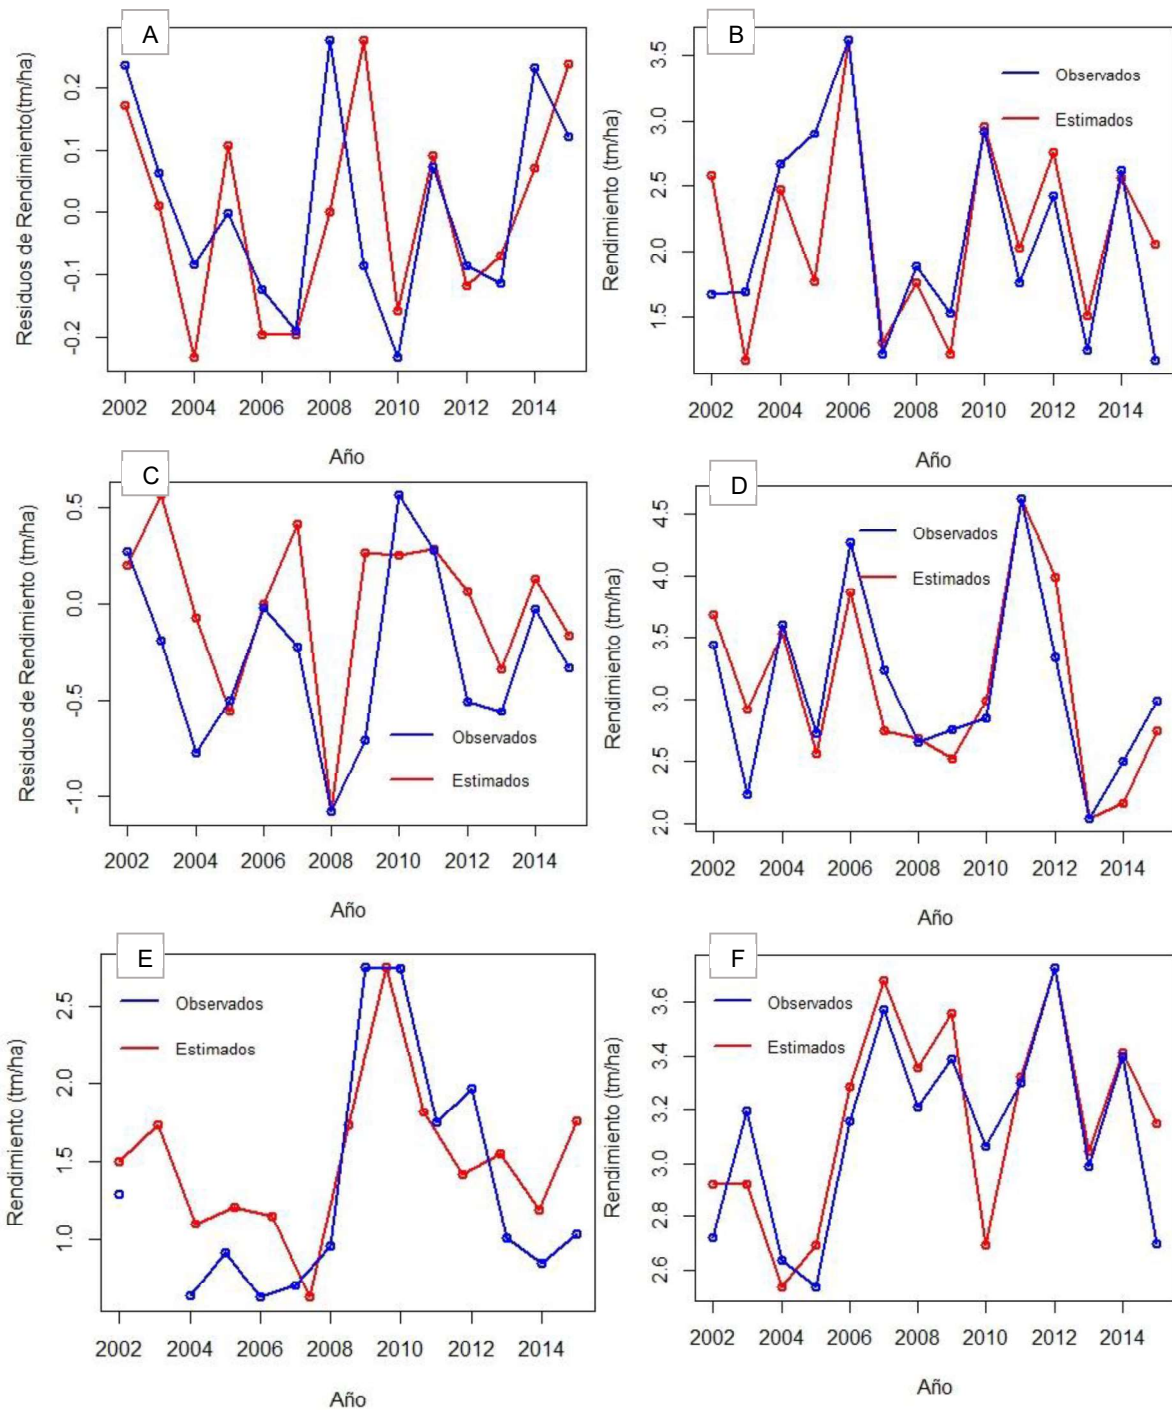 A
Residuos de Rendimiento(tm/ha)
0.2
0.1
0.0
-0.1
-0.2
2002 2004 2006 2008 2010 2012 2014
Año
B
Rendimiento (tm/ha)
3.5
3.0
2.5
2.0
1.5
Observados
Estimados
2002 2004 2006 2008 2010 2012 2014
Año
C
Residuos de Rendimiento (tm/ha)
0.5
0.0
-0.5
-1.0
Observados
Estimados
2002 2004 2006 2008 2010 2012 2014
Año
D
Rendimiento (tm/ha)
4.5
4.0
3.5
3.0
2.5
2.0
Observados
Estimados
2002 2004 2006 2008 2010 2012 2014
Año
E
Rendimiento (tm/ha)
2.5
2.0
1.5
1.0
Observados
Estimados
2002 2004 2006 2008 2010 2012 2014
Año
F
Rendimiento (tm/ha)
3.6
3.4
3.2
3.0
2.8
2.6
Observados
Estimados
2002 2004 2006 2008 2010 2012 2014
Año